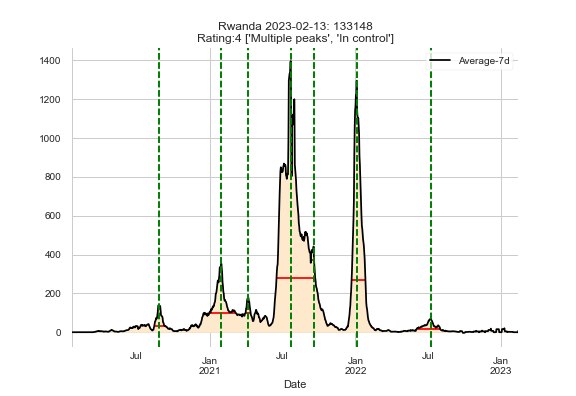 Rwanda 2023-02-13: 133148
Rating:4 ['Multiple peaks', 'In control']
Average-7d
1400
1200
1000
800
600
400
200
0
Jul
Jan
2021
Jul
Jan
2022
Jul
Jan
2023
Date